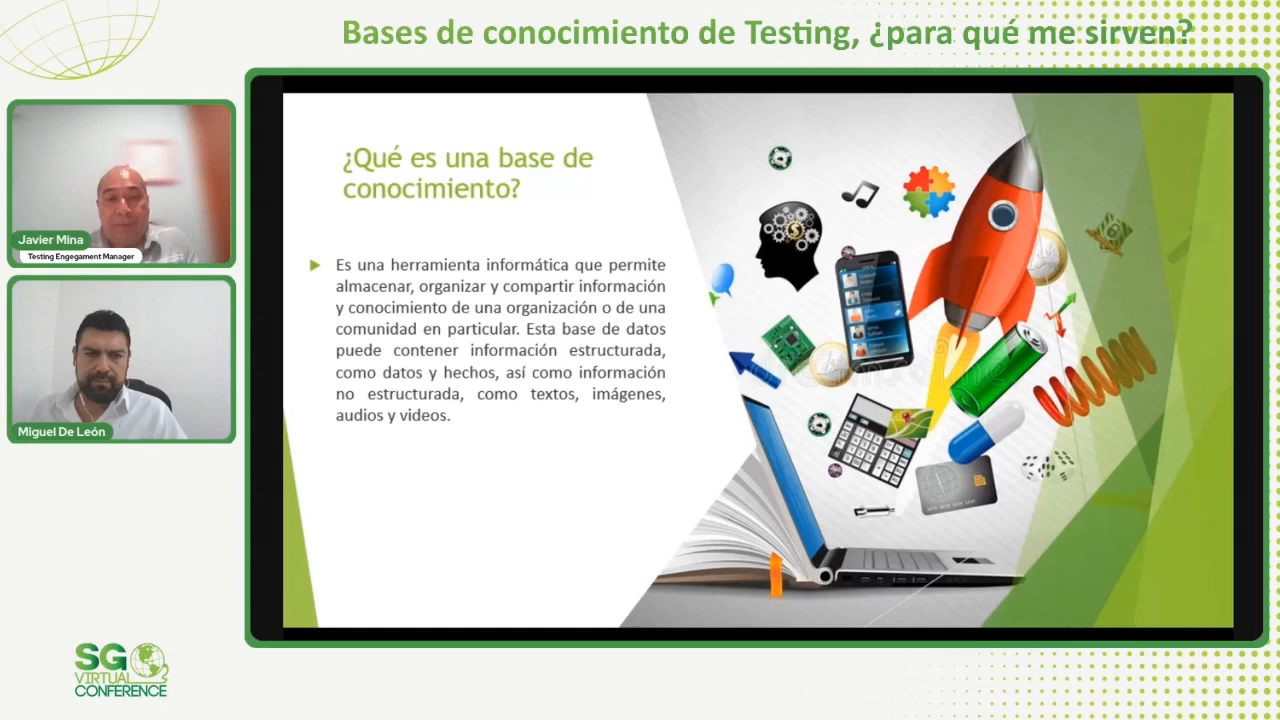 Bases de conocimiento de Testing, ¿para qué me sirven?
Javier Mina
Testing Engegament Manager
Miguel De León
¿Qué es una base de
conocimiento?
Es una herramienta informática que permite
almacenar, organizar y compartir información
y conocimiento de una organización o de una
comunidad en particular. Esta base de datos
puede contener información estructurada,
como datos y hechos, así como información
no estructurada, como textos, imágenes,
audios y videos.
SG
VIRTUAL
CONFERENCE